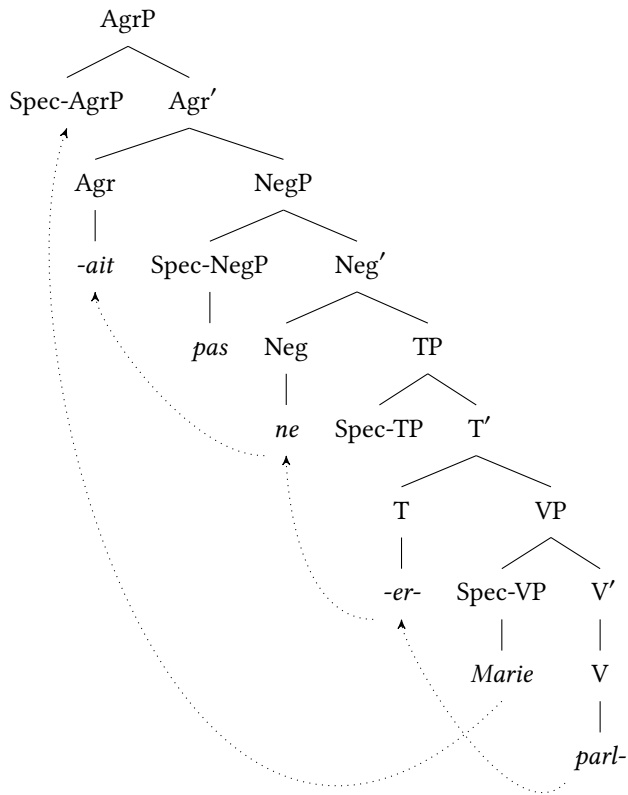 AgrP
Spec-AgrP Agr′
Agr NegP
-ait Spec-NegP Neg′
pas Neg TP
ne Spec-TP T′
T VP
-er- Spec-VP V′
Marie V
parl-